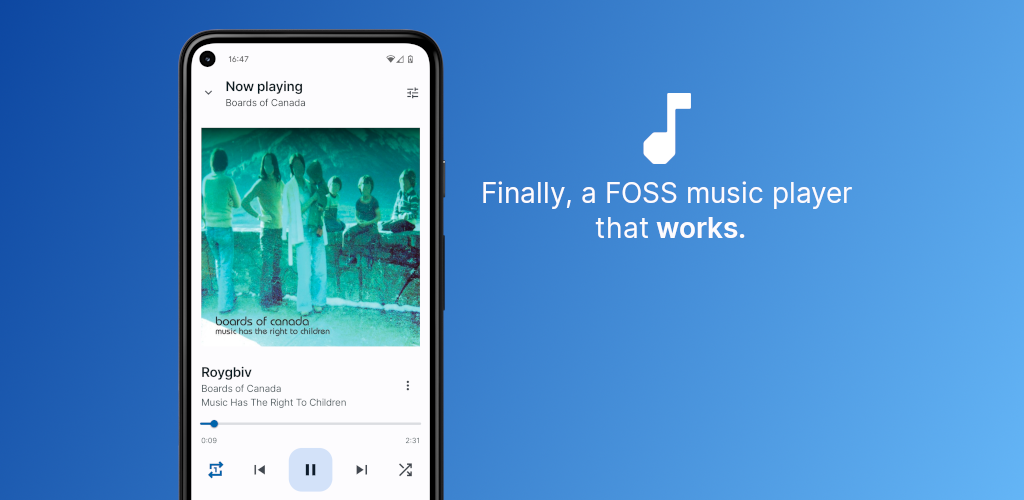 16:47
Now playing
Boards of Canada
boards of canada
music has the right to children
Roygbiv
Boards of Canada
Music Has The Right To Children
0:09
2:31
1
Finally, a FOSS music player
that works.